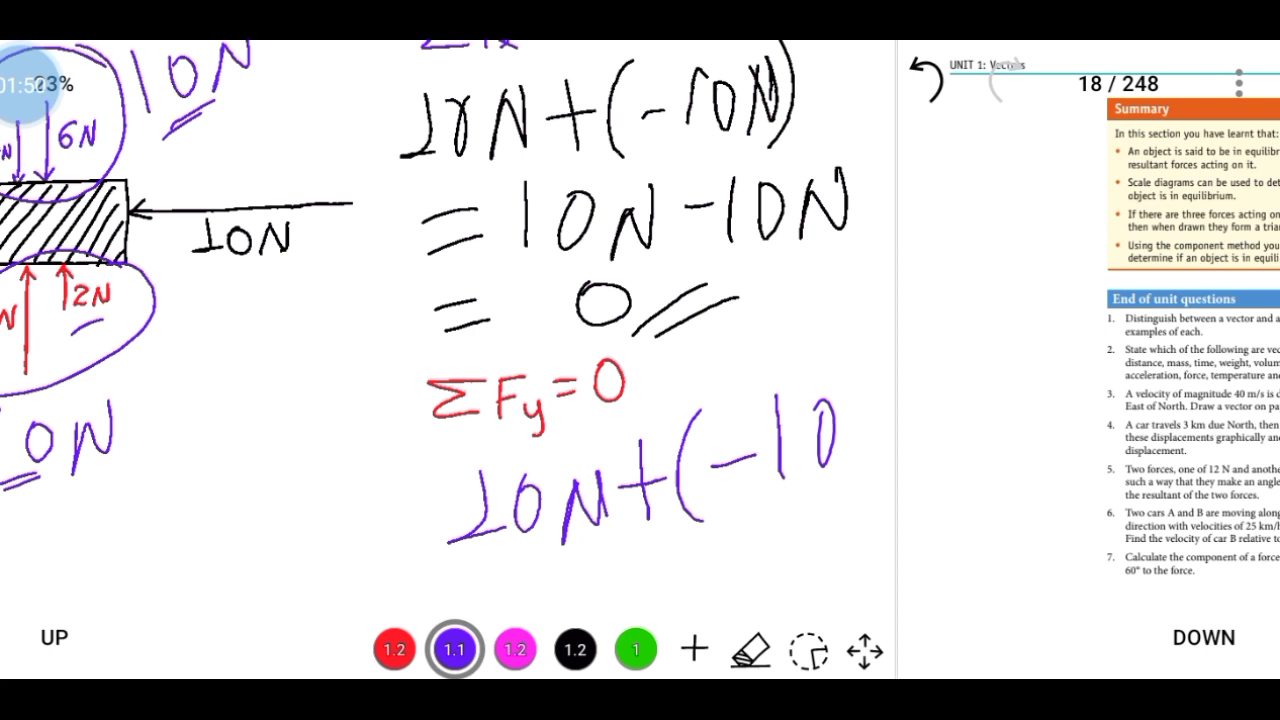 01:50
93%
10N
N
6N
10N
N
2N
10N
10N+(-10N)
= 10N-10N
= 0
ΣFy=0
10N+(-10
UP
1.2
1.1
1.2
1.2
1
UNIT 1: Vectors
18 / 248
Summary
In this section you have learnt that:
• An object is said to be in equilibr
resultant forces acting on it.
• Scale diagrams can be used to det
object is in equilibrium.
• If there are three forces acting on
then when drawn they form a trian
• Using the component method you
determine if an object is in equili
End of unit questions
1. Distinguish between a vector and a
examples of each.
2. State which of the following are vec
distance, mass, time, weight, volum
acceleration, force, temperature and
3. A velocity of magnitude 40 m/s is d
East of North. Draw a vector on pa
4. A car travels 3 km due North, then
these displacements graphically and
displacement.
5. Two forces, one of 12 N and anothe
such a way that they make an angle
the resultant of the two forces.
6. Two cars A and B are moving along
direction with velocities of 25 km/h
Find the velocity of car B relative to
7. Calculate the component of a force
60° to the force.
DOWN